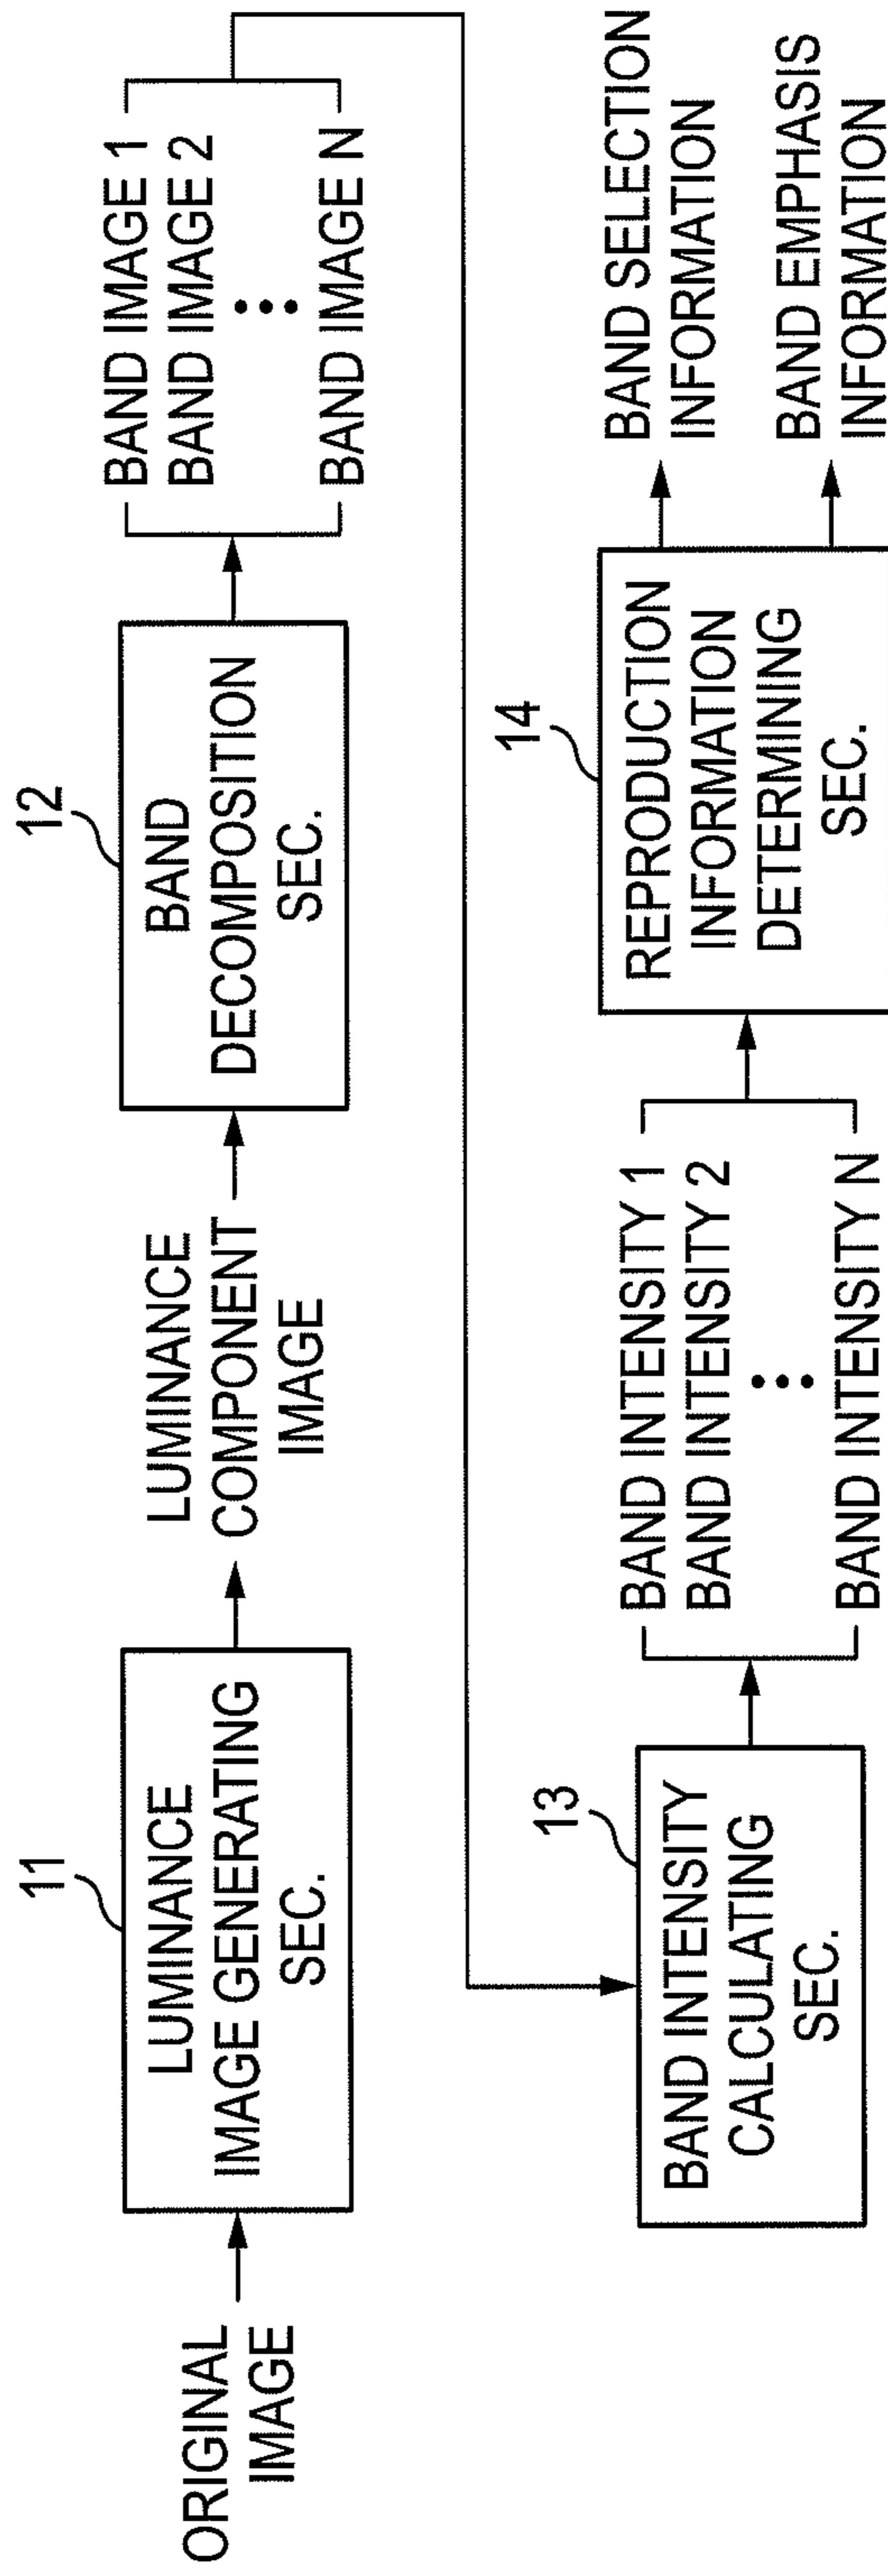 ORIGINAL
IMAGE
11
LUMINANCE
IMAGE GENERATING
SEC.
LUMINANCE
COMPONENT
IMAGE
12
BAND
DECOMPOSITION
SEC.
BAND IMAGE 1
BAND IMAGE 2
BAND IMAGE N
13
BAND INTENSITY
CALCULATING
SEC.
BAND INTENSITY 1
BAND INTENSITY 2
BAND INTENSITY N
14
REPRODUCTION
INFORMATION
DETERMINING
SEC.
BAND SELECTION
INFORMATION
BAND EMPHASIS
INFORMATION